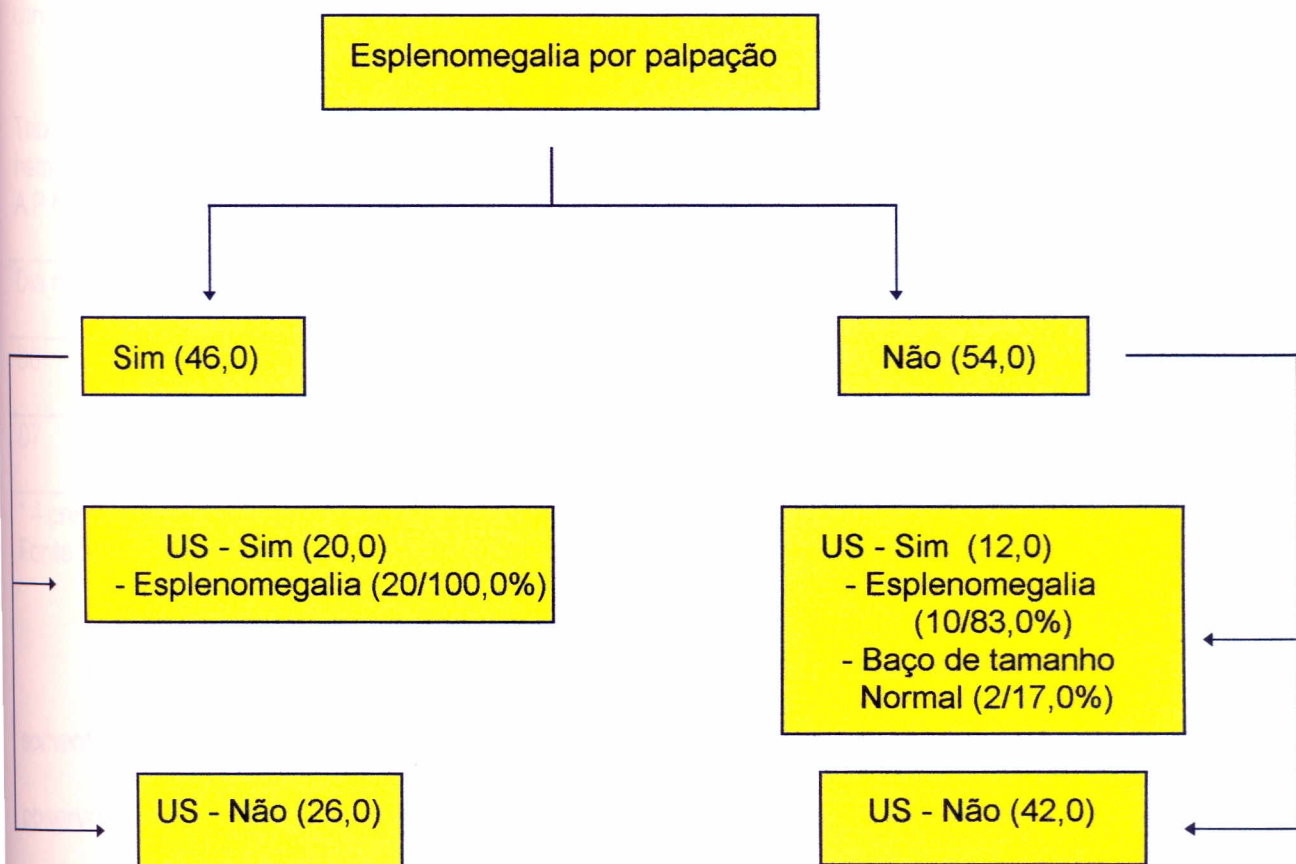 Esplenomegalia por palpação
Sim (46,0)
Não (54,0)
US - Sim (20,0)
- Esplenomegalia (20/100,0%)
US - Sim (12,0)
- Esplenomegalia
(10/83,0%)
- Baço de tamanho
Normal (2/17,0%)
US - Não (26,0)
US - Não (42,0)